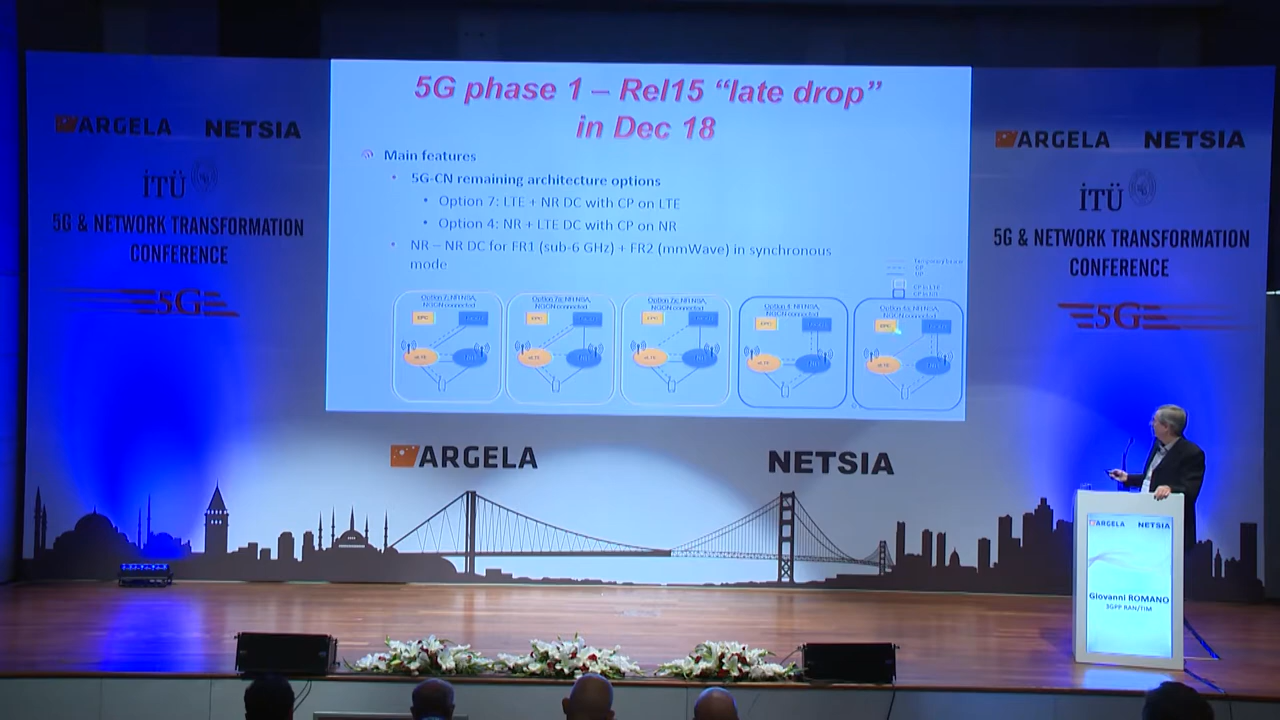 5G phase 1 – Rel15 “late drop”
in Dec 18
Main features
• 5G-CN remaining architecture options
• Option 7: LTE + NR DC with CP on LTE
• Option 4: NR + LTE DC with CP on NR
• NR – NR DC for FR1 (sub-6 GHz) + FR2 (mmWave) in synchronous
mode
ARGELA NETSIA
İTÜ
5G & NETWORK TRANSFORMATION
CONFERENCE
5G
ARGELA NETSIA
İTÜ
5G & NETWORK TRANSFORMATION
CONFERENCE
5G
ARGELA
NETSIA
ARGELA NETSIA
Giovanni ROMANO
3GPP RAN/TIM